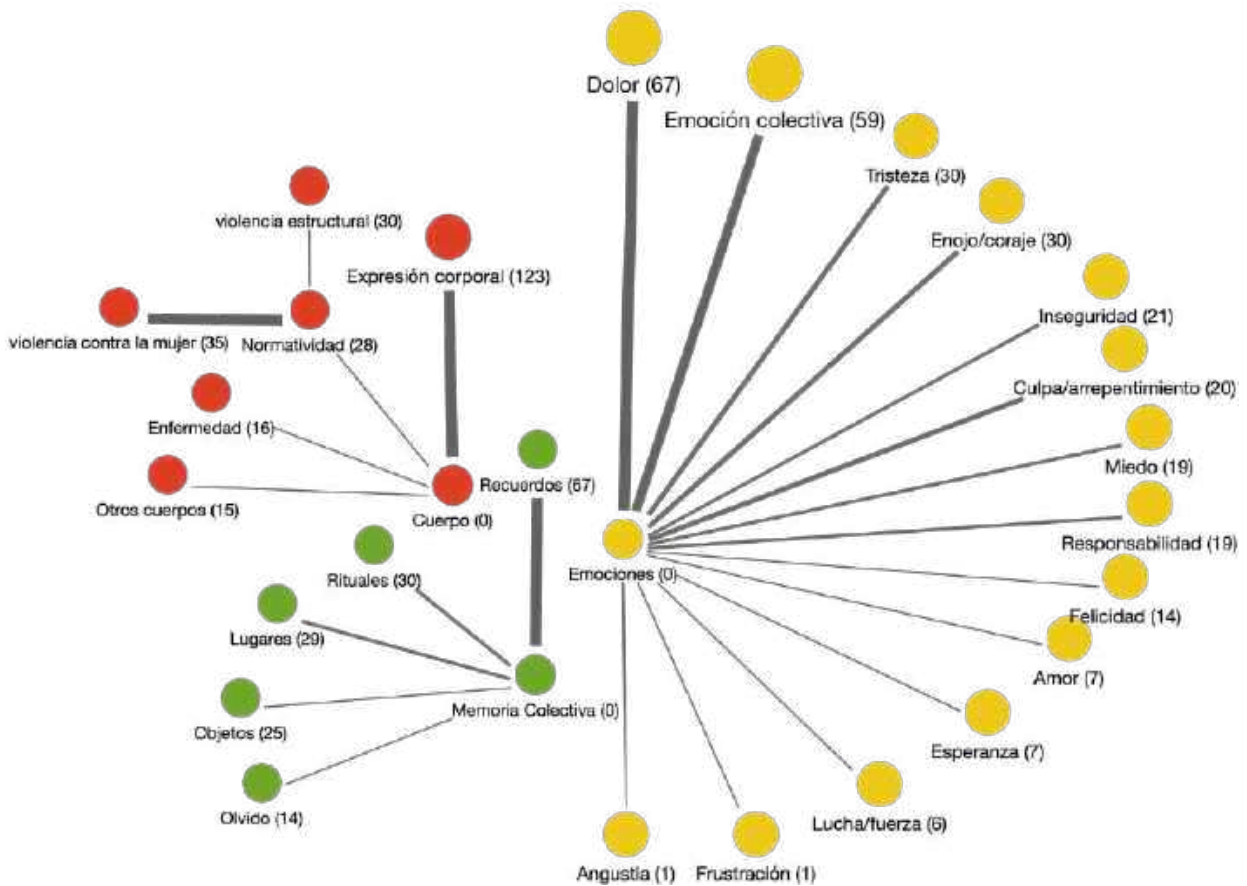 Dolor (67)
Emoción colectiva (59)
Tristeza (30)
violencia estructural (30)
Enojo/coraje (30)
Expresión corporal (123)
Inseguridad (21)
violencia contra la mujer (35)
Normatividad (28)
Culpa/arrepentimiento (20)
Enfermedad (16)
Miedo (19)
Recuerdos (67)
Otros cuerpos (15)
Cuerpo (0)
Responsabilidad (19)
Rituales (30)
Emociones (0)
Felicidad (14)
Lugares (29)
Amor (7)
Memoria Colectiva (0)
Objetos (25)
Esperanza (7)
Olvido (14)
Lucha/fuerza (6)
Angustia (1)
Frustración (1)